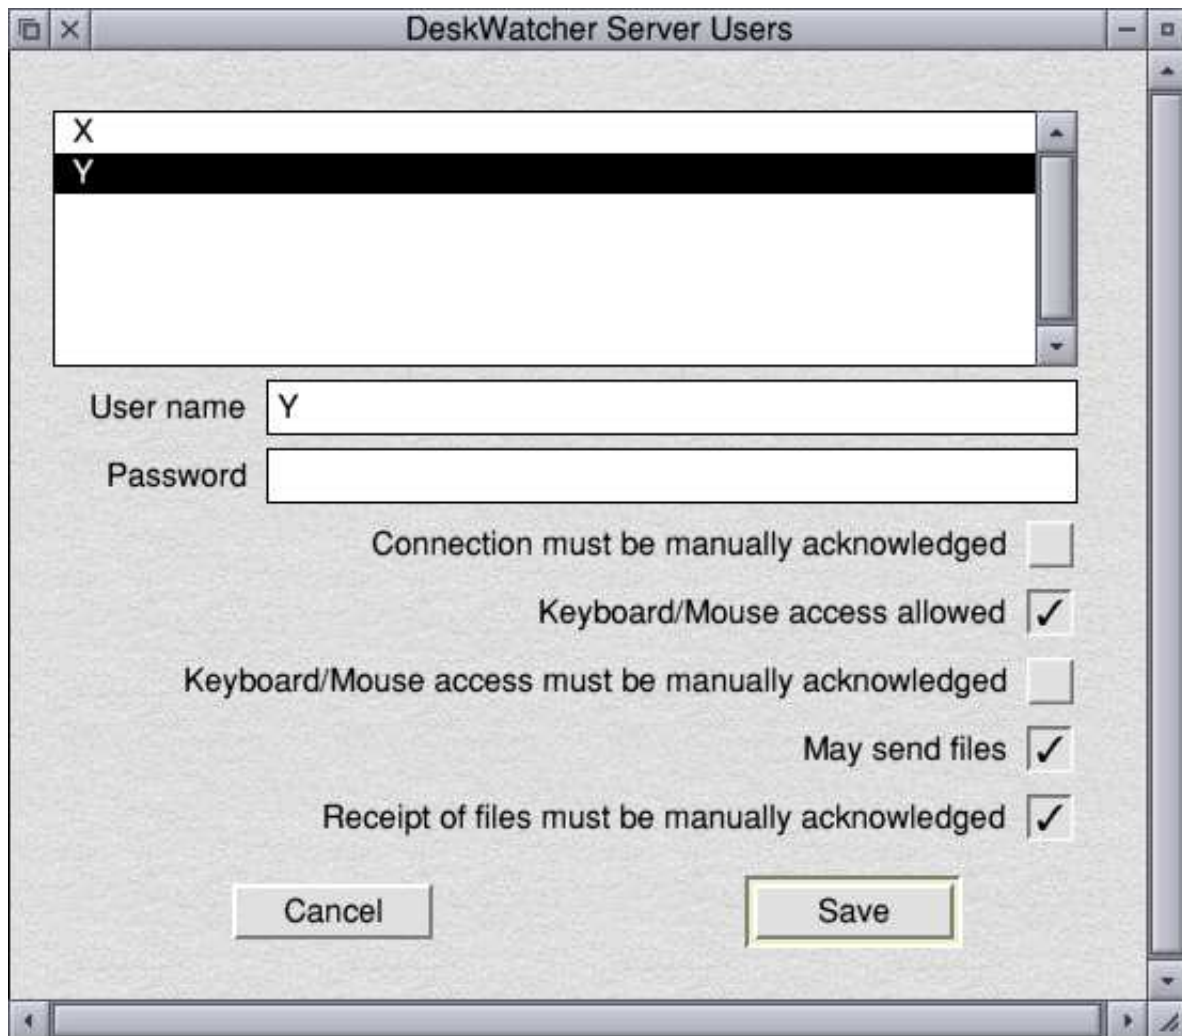 DeskWatcher Server Users
X
Y
User name Y
Password
Connection must be manually acknowledged
Keyboard/Mouse access allowed
Keyboard/Mouse access must be manually acknowledged
May send files
Receipt of files must be manually acknowledged
Cancel Save